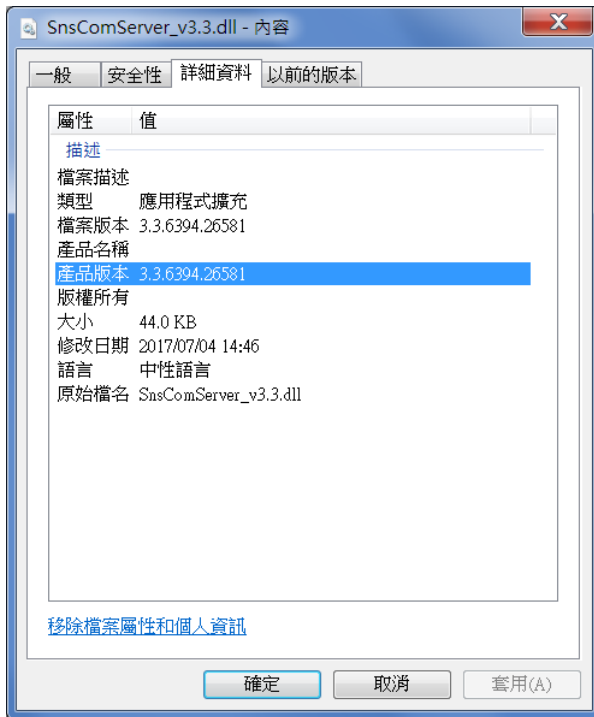 SnsComServer_v3.3.dll - 內容
一般 安全性 詳細資料 以前的版本
屬性 值
描述
檔案描述
類型 應用程式擴充
檔案版本 3.3.6394.26581
產品名稱
產品版本 3.3.6394.26581
版權所有
大小 44.0 KB
修改日期 2017/07/04 14:46
語言 中性語言
原始檔名 SnsComServer_v3.3.dll
移除檔案屬性和個人資訊
確定 取消 套用(A)